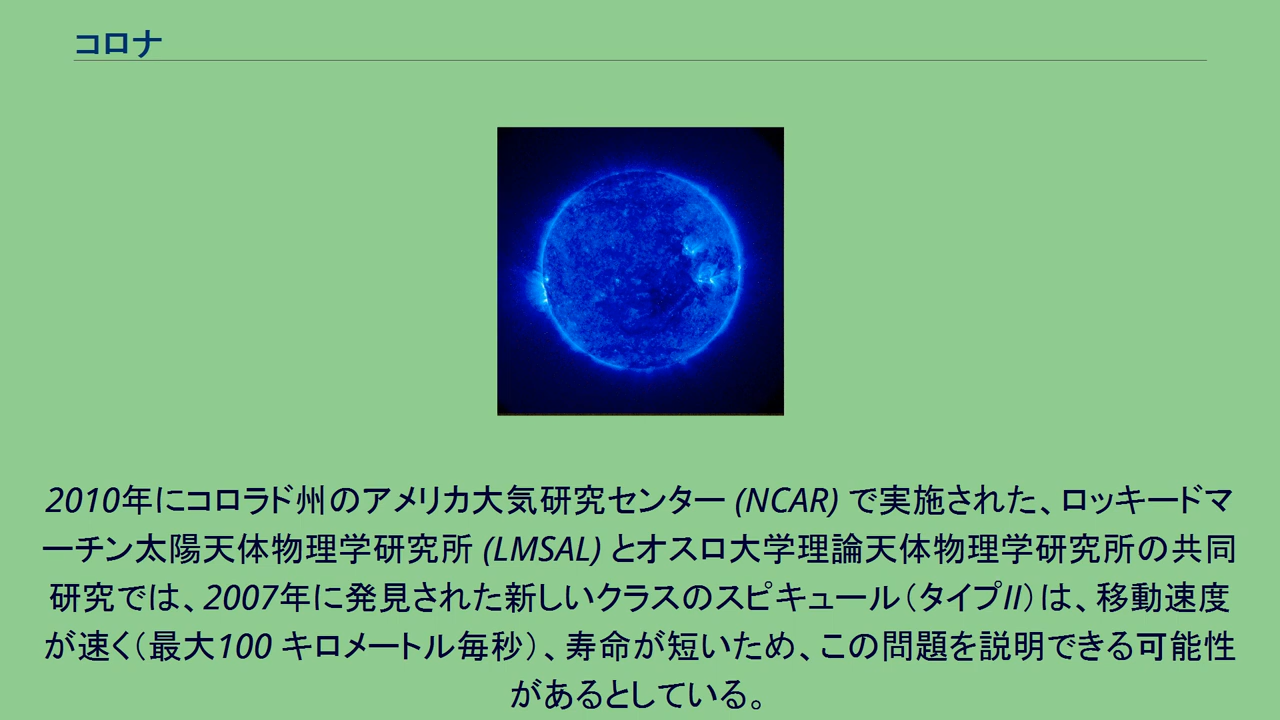 コロナ
2010年にコロラド州のアメリカ大気研究センター (NCAR) で実施された、ロッキードマ
ーチン太陽天体物理学研究所 (LMSAL) とオスロ大学理論天体物理学研究所の共同
研究では、2007年に発見された新しいクラスのスピキュール（タイプII）は、移動速度
が速く（最大100 キロメートル毎秒）、寿命が短いため、この問題を説明できる可能性
があるとしている。